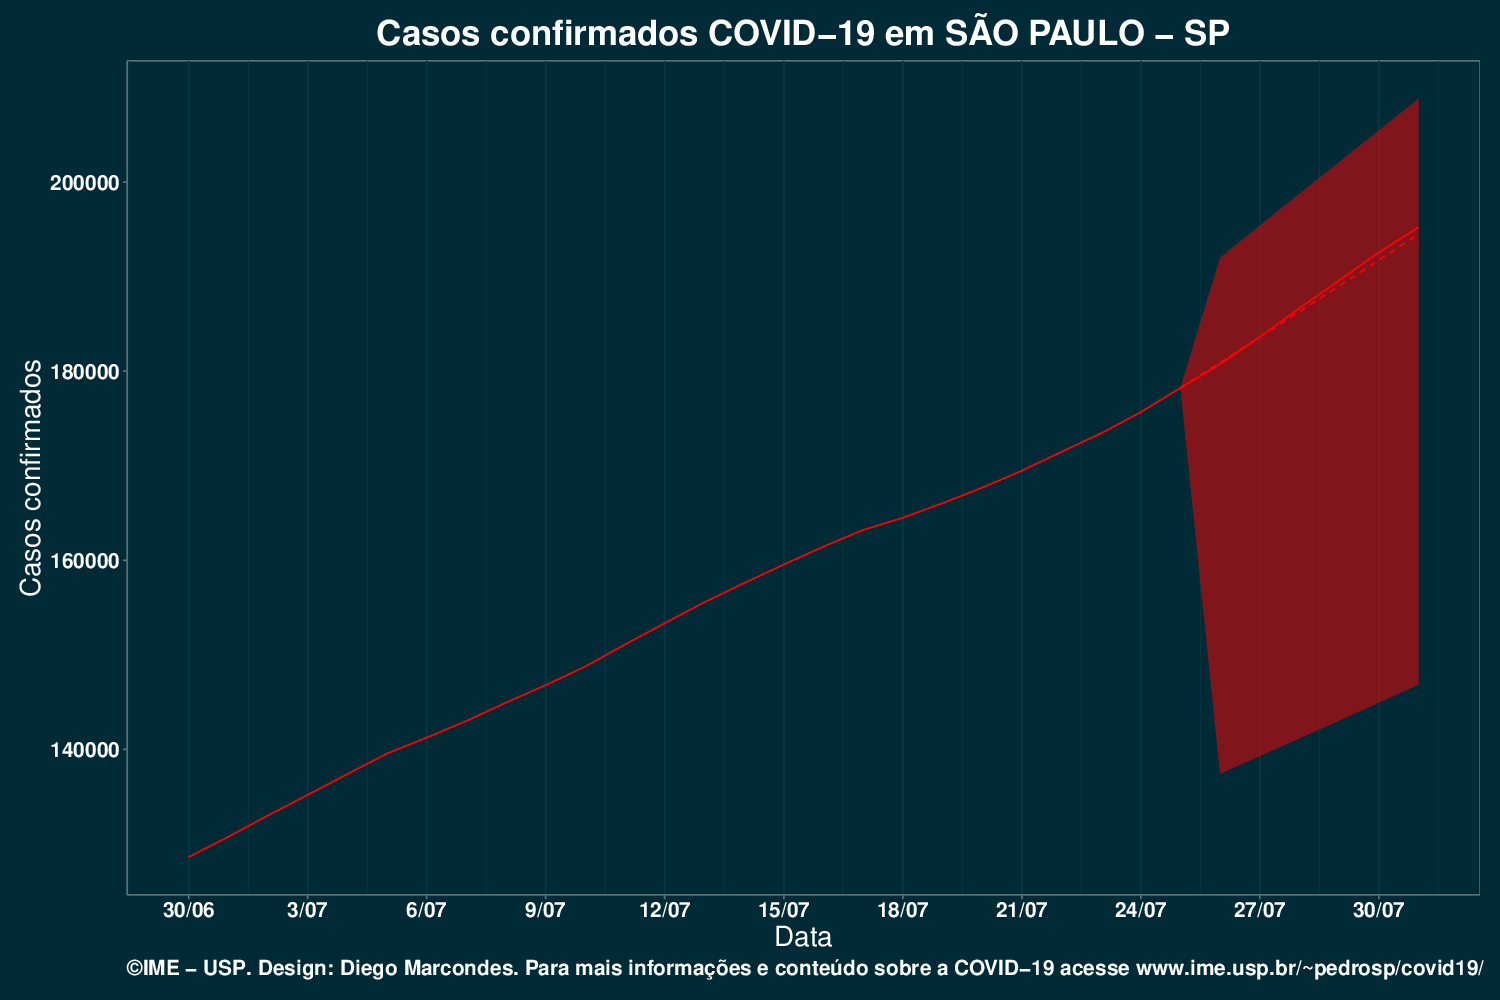 Casos confirmados COVID−19 em SÃO PAULO − SP
Casos confirmados
200000
180000
160000
140000
30/06 3/07 6/07 9/07 12/07 15/07 18/07 21/07 24/07 27/07 30/07
Data
©IME − USP. Design: Diego Marcondes. Para mais informações e conteúdo sobre a COVID−19 acesse www.ime.usp.br/~pedrosp/covid19/